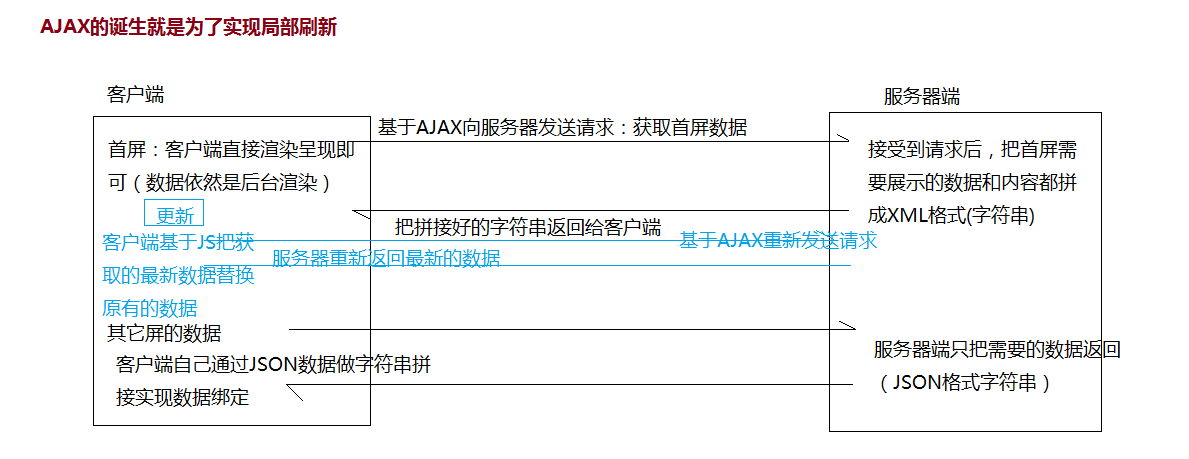 AJAX的诞生就是为了实现局部刷新
客户端
服务器端
基于AJAX向服务器发送请求：获取首屏数据
首屏：客户端直接渲染呈现即
可（数据依然是后台渲染）
接受到请求后，把首屏需
要展示的数据和内容都拼
成XML格式(字符串)
更新
把拼接好的字符串返回给客户端
客户端基于JS把获
取的最新数据替换
原有的数据
基于AJAX重新发送请求
服务器重新返回最新的数据
其它屏的数据
客户端自己通过JSON数据做字符串拼
接实现数据绑定
服务器端只把需要的数据返回
（JSON格式字符串）